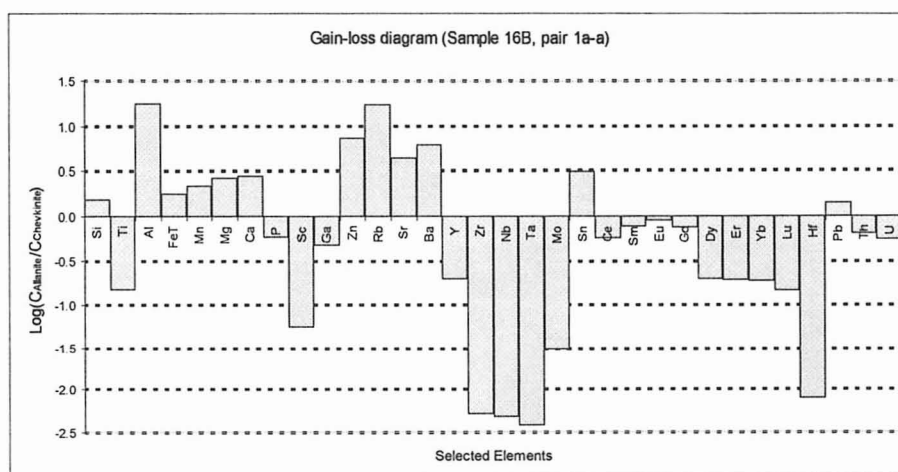 Gain-loss diagram (Sample 16B, pair 1a-a)
1.5
1.0
0.5
0.0
-0.5
-1.0
-1.5
-2.0
-2.5
Log(CAllanite/CChevkinite)
Si Ti Al FeT Mn Mg Ca P Sc Ga Zn Rb Sr Ba Y Zr Nb Ta Mo Sn Ce Sm Eu Gd Dy Er Yb Lu Hf Pb Th U
Selected Elements